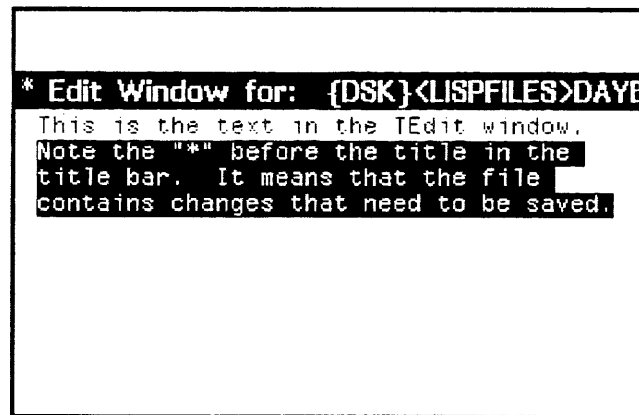 * Edit Window for: {DSK}<LISPFILES>DAYB
This is the text in the TEdit window.
Note the "*" before the title in the
title bar. It means that the file
contains changes that need to be saved.